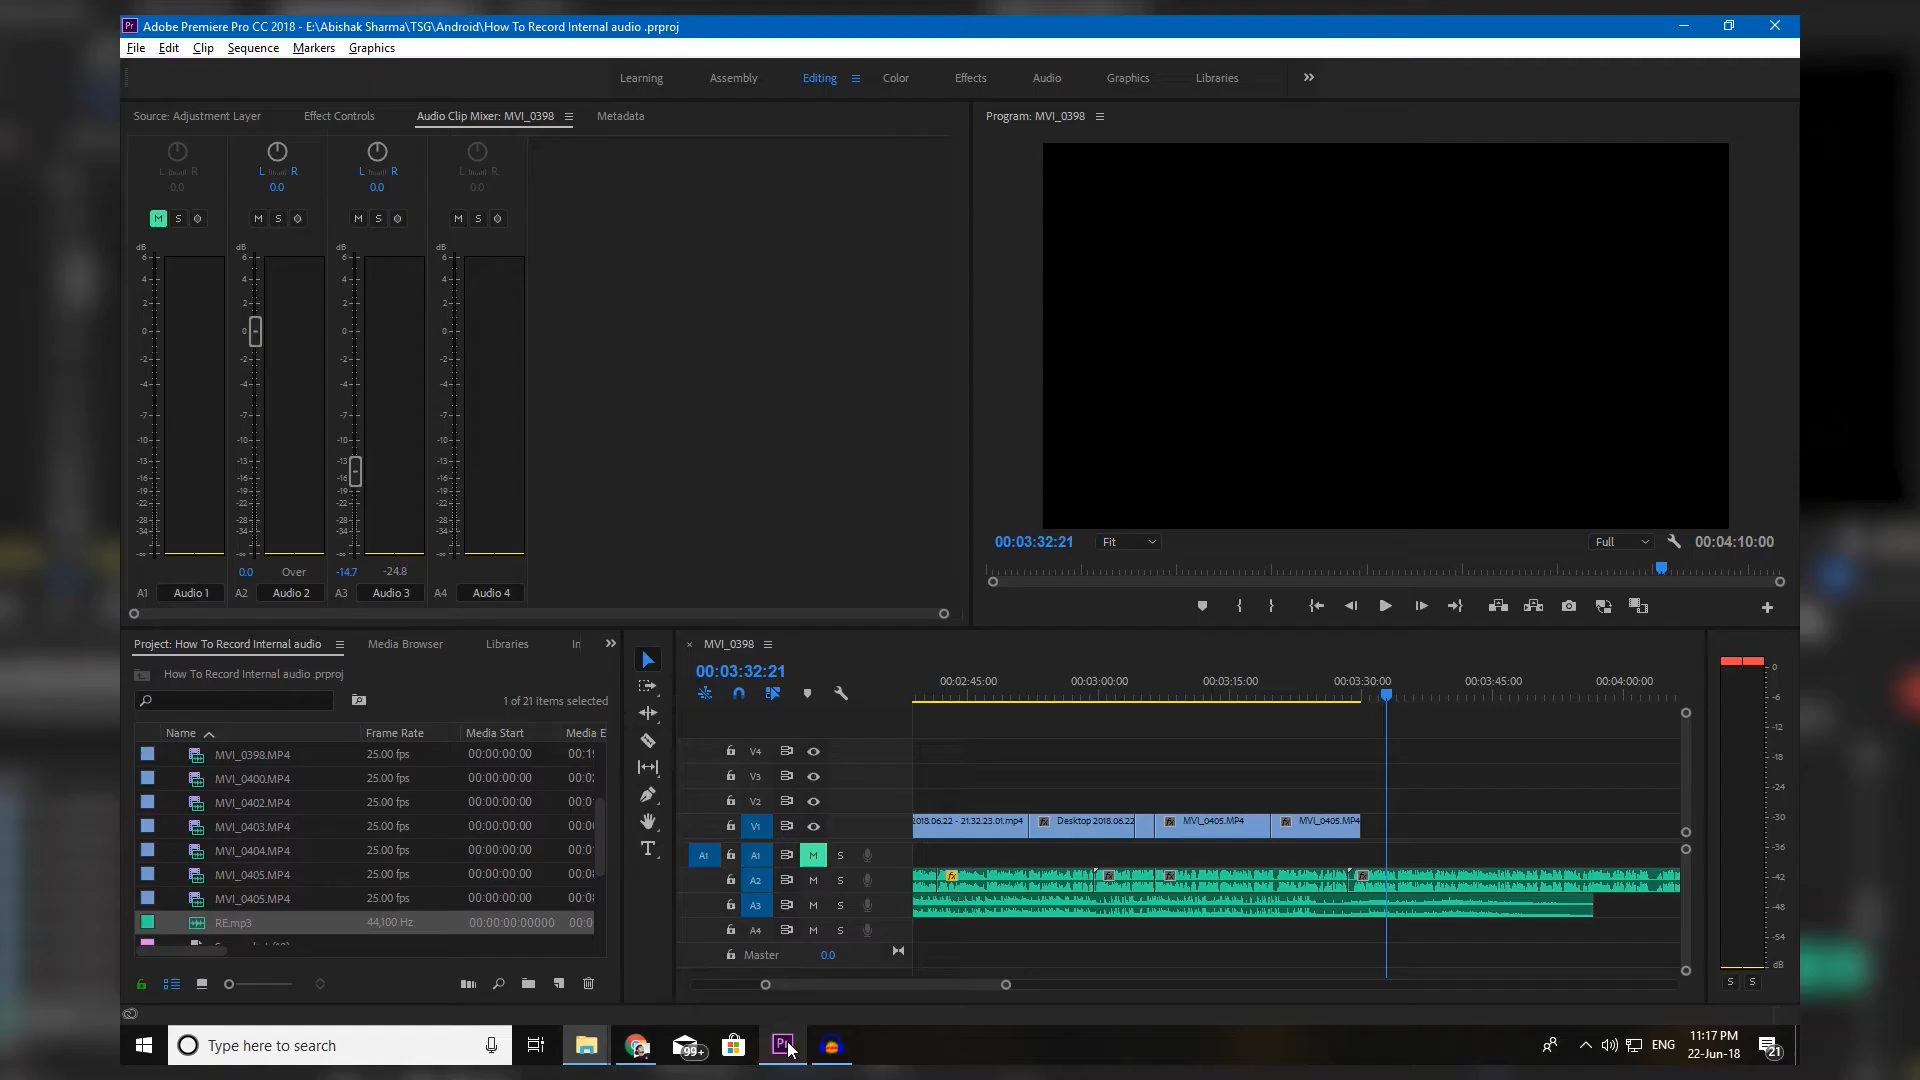 Adobe Premiere Pro CC 2018 - E:\Abishak Sharma\TSG\Android\How To Record Internal audio .prproj
File Edit Clip Sequence Markers Graphics
Learning Assembly Editing Color Effects Audio Graphics Libraries
Source: Adjustment Layer Effect Controls Audio Clip Mixer: MVI_0398 Metadata
Program: MVI_0398
L R L R L R L R
0.0 0.0 0.0 0.0
M S M S M S M S
dB dB dB dB
6 6 6 6
4 4 4 4
2 2 2 2
0 0 0 0
-2 -2 -2 -2
-4 -4 -4 -4
-7 -7 -7 -7
-10 -10 -10 -10
-13 -13 -13 -13
-16 -16 -16 -16
-19 -19 -19 -19
-22 -22 -22 -22
-28 -28 -28 -28
-34 -34 -34 -34
-∞ -∞ -∞ -∞
0.0 Over -14.7 -24.8
A1 Audio 1 A2 Audio 2 A3 Audio 3 A4 Audio 4
00:03:32:21 Fit Full 00:04:10:00
Project: How To Record Internal audio Media Browser Libraries In
How To Record Internal audio .prproj
1 of 21 items selected
Name Frame Rate Media Start Media E
MVI_0398.MP4 25.00 fps 00:00:00:00 00:1
MVI_0400.MP4 25.00 fps 00:00:00:00 00:0
MVI_0402.MP4 25.00 fps 00:00:00:00 00:0
MVI_0403.MP4 25.00 fps 00:00:00:00 00:0
MVI_0404.MP4 25.00 fps 00:00:00:00 00:0
MVI_0405.MP4 25.00 fps 00:00:00:00 00:0
MVI_0405.MP4 25.00 fps 00:00:00:00 00:0
RE.mp3 44,100 Hz 00:00:00:00000 00:0
MVI_0398
00:03:32:21
00:02:45:00 00:03:00:00 00:03:15:00 00:03:30:00 00:03:45:00 00:04:00:00
V4
V3
V2
V1 2018.06.22 - 21.32.23.01.mp4 fx Desktop 2018.06.22 fx MVI_0405.MP4 fx MVI_0405.MP4
A1 A1 M S
A2 M S fx fx fx fx
A3 M S
A4 M S
Master 0.0
0
-6
-12
-18
-24
-30
-36
-42
-48
-54
dB
S S
Type here to search
99+
Pr
ENG
11:17 PM
22-Jun-18
21